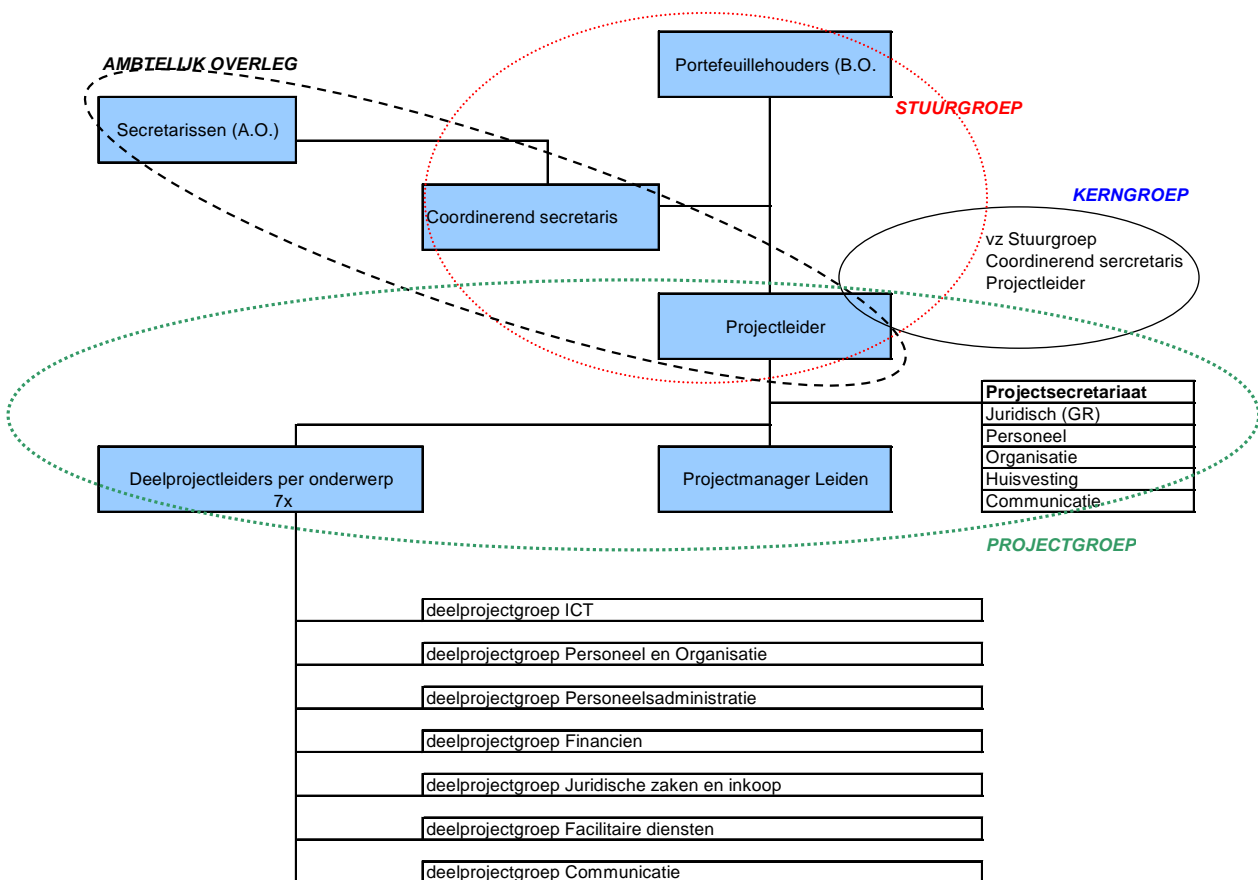 AMBTELIJK OVERLEG
Portefeuillehouders (B.O.
STUURGROEP
Secretarissen (A.O.)
Coordinerend secretaris
KERNGROEP
vz Stuurgroep
Coordinerend sercretaris
Projectleider
Projectleider
Projectsecretariaat
Juridisch (GR)
Personeel
Organisatie
Huisvesting
Communicatie
Deelprojectleiders per onderwerp
7x
Projectmanager Leiden
PROJECTGROEP
deelprojectgroep ICT
deelprojectgroep Personeel en Organisatie
deelprojectgroep Personeelsadministratie
deelprojectgroep Financien
deelprojectgroep Juridische zaken en inkoop
deelprojectgroep Facilitaire diensten
deelprojectgroep Communicatie